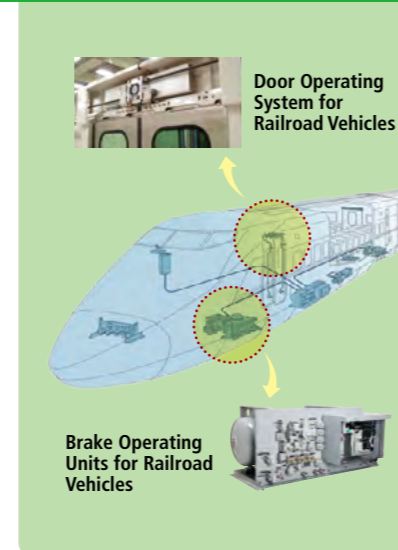 Door Operating
System for
Railroad Vehicles
Brake Operating
Units for Railroad
Vehicles